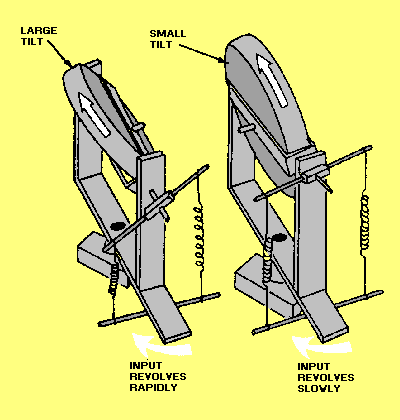 LARGE
TILT
SMALL
TILT
INPUT
REVOLVES
RAPIDLY
INPUT
REVOLVES
SLOWLY